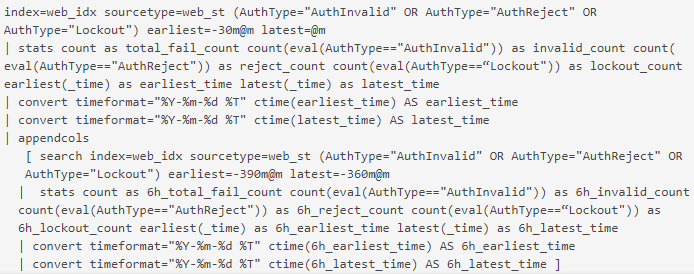 index=web_idx sourcetype=web_st (AuthType="AuthInvalid" OR AuthType="AuthReject" OR
AuthType="Lockout") earliest=-30m@m latest=@m
| stats count as total_fail_count count(eval(AuthType=="AuthInvalid")) as invalid_count count(
eval(AuthType=="AuthReject")) as reject_count count(eval(AuthType==“Lockout")) as lockout_count
earliest(_time) as earliest_time latest(_time) as latest_time
| convert timeformat="%Y-%m-%d %T" ctime(earliest_time) AS earliest_time
| convert timeformat="%Y-%m-%d %T" ctime(latest_time) AS latest_time
| appendcols
[ search index=web_idx sourcetype=web_st (AuthType="AuthInvalid" OR AuthType="AuthReject" OR
AuthType="Lockout") earliest=-390m@m latest=-360m@m
| stats count as 6h_total_fail_count count(eval(AuthType=="AuthInvalid")) as 6h_invalid_count
count(eval(AuthType=="AuthReject")) as 6h_reject_count count(eval(AuthType==“Lockout")) as
6h_lockout_count earliest(_time) as 6h_earliest_time latest(_time) as 6h_latest_time
| convert timeformat="%Y-%m-%d %T" ctime(6h_earliest_time) AS 6h_earliest_time
| convert timeformat="%Y-%m-%d %T" ctime(6h_latest_time) AS 6h_latest_time ]